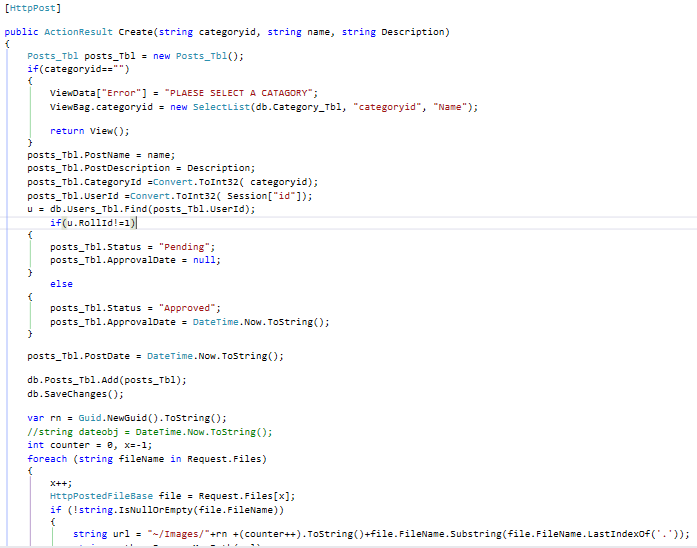 [HttpPost]
public ActionResult Create(string categoryid, string name, string Description)
{
Posts_Tbl posts_Tbl = new Posts_Tbl();
if(categoryid=="")
{
ViewData["Error"] = "PLAESE SELECT A CATAGORY";
ViewBag.categoryid = new SelectList(db.Category_Tbl, "categoryid", "Name");
return View();
}
posts_Tbl.PostName = name;
posts_Tbl.PostDescription = Description;
posts_Tbl.CategoryId =Convert.ToInt32( categoryid);
posts_Tbl.UserId =Convert.ToInt32( Session["id"]);
u = db.Users_Tbl.Find(posts_Tbl.UserId);
if(u.RollId!=1)
{
posts_Tbl.Status = "Pending";
posts_Tbl.ApprovalDate = null;
}
else
{
posts_Tbl.Status = "Approved";
posts_Tbl.ApprovalDate = DateTime.Now.ToString();
}
posts_Tbl.PostDate = DateTime.Now.ToString();
db.Posts_Tbl.Add(posts_Tbl);
db.SaveChanges();
var rn = Guid.NewGuid().ToString();
//string dateobj = DateTime.Now.ToString();
int counter = 0, x=-1;
foreach (string fileName in Request.Files)
{
x++;
HttpPostedFileBase file = Request.Files[x];
if (!string.IsNullOrEmpty(file.FileName))
{
string url = "~/Images/"+rn +(counter++).ToString()+file.FileName.Substring(file.FileName.LastIndexOf('.'));